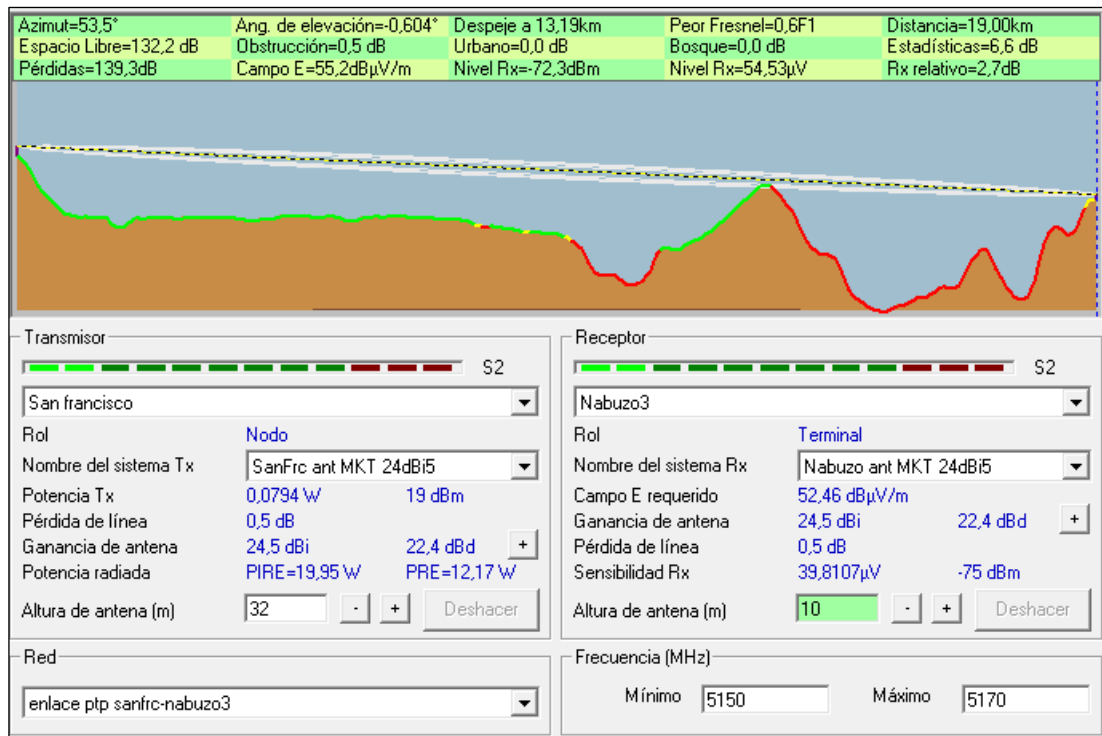 Azimut=53,5° Ang. de elevación=-0,604° Despeje a 13,19km Peor Fresnel=0,6F1 Distancia=19,00km
Espacio Libre=132,2 dB Obstrucción=0,5 dB Urbano=0,0 dB Bosque=0,0 dB Estadísticas=6,6 dB
Pérdidas=139,3dB Campo E=55,2dBµV/m Nivel Rx=-72,3dBm Nivel Rx=54,53µV Rx relativo=2,7dB
Transmisor
S2
San francisco
Rol Nodo
Nombre del sistema Tx SanFrc ant MKT 24dBi5
Potencia Tx 0,0794 W 19 dBm
Pérdida de línea 0,5 dB
Ganancia de antena 24,5 dBi 22,4 dBd +
Potencia radiada PIRE=19,95 W PRE=12,17 W
Altura de antena (m) 32 - + Deshacer
Receptor
S2
Nabuzo3
Rol Terminal
Nombre del sistema Rx Nabuzo ant MKT 24dBi5
Campo E requerido 52,46 dBµV/m
Ganancia de antena 24,5 dBi 22,4 dBd +
Pérdida de línea 0,5 dB
Sensibilidad Rx 39,8107µV -75 dBm
Altura de antena (m) 10 - + Deshacer
Red
enlace ptp sanfrc-nabuzo3
Frecuencia (MHz)
Mínimo 5150 Máximo 5170